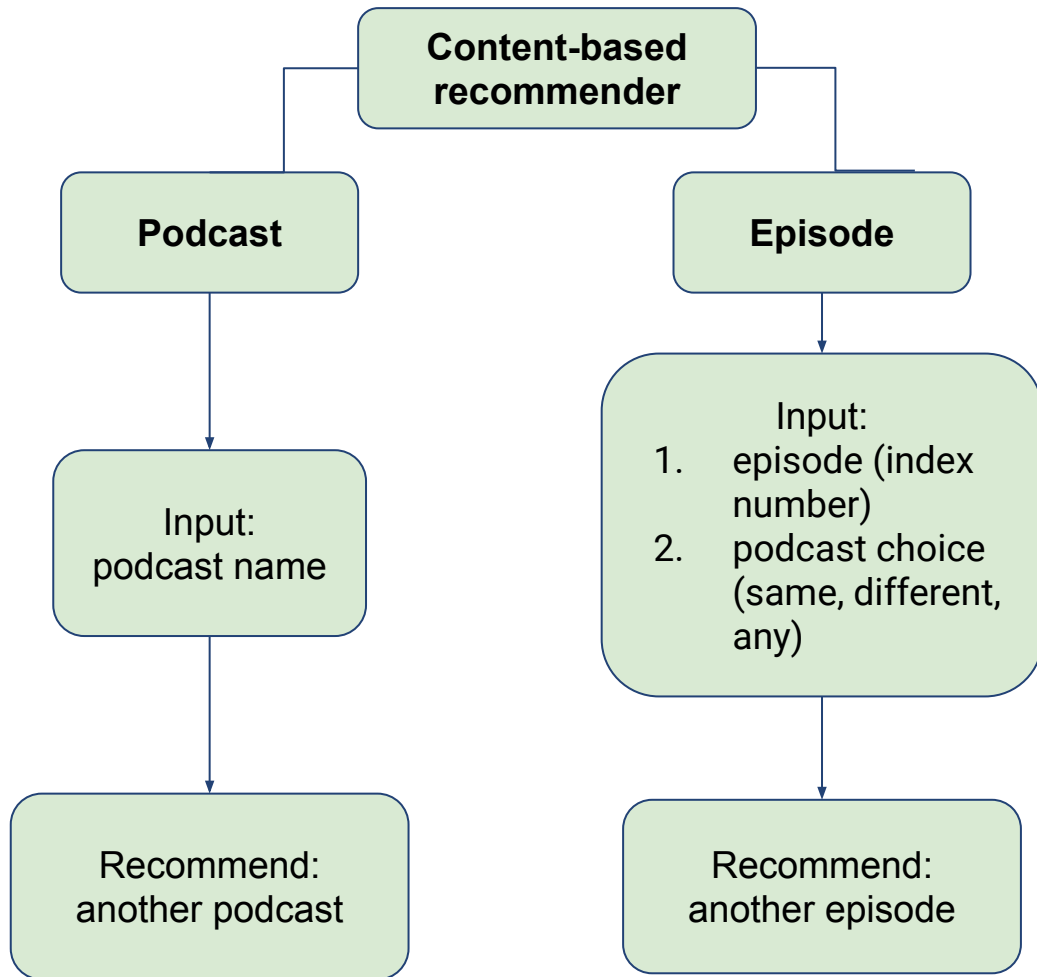 Content-based
recommender
Podcast
Episode
Input:
podcast name
Input:
1. episode (index
number)
2. podcast choice
(same, different,
any)
Recommend:
another podcast
Recommend:
another episode